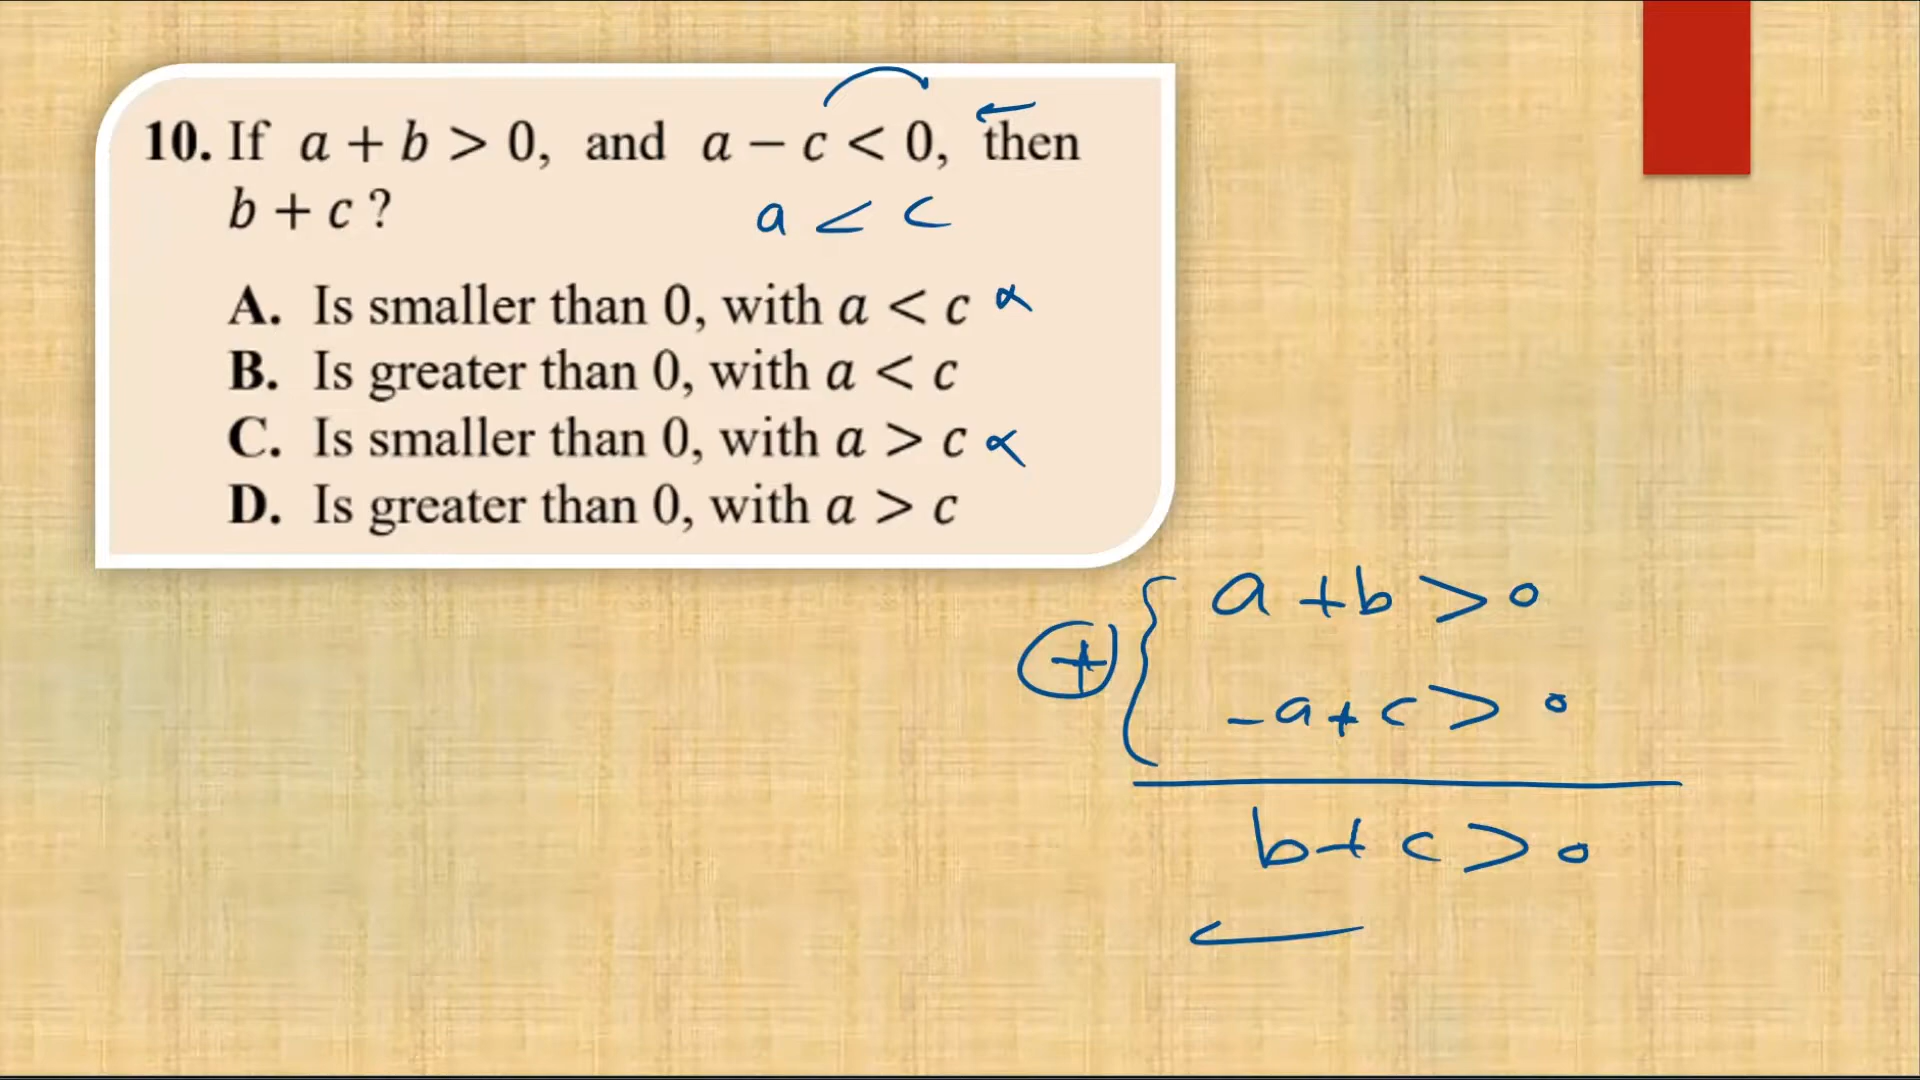 10. If a + b > 0, and a − c < 0, then
b + c ?
a < c
A. Is smaller than 0, with a < c
B. Is greater than 0, with a < c
C. Is smaller than 0, with a > c
D. Is greater than 0, with a > c
a + b > 0
+
- a + c > 0
b + c > 0